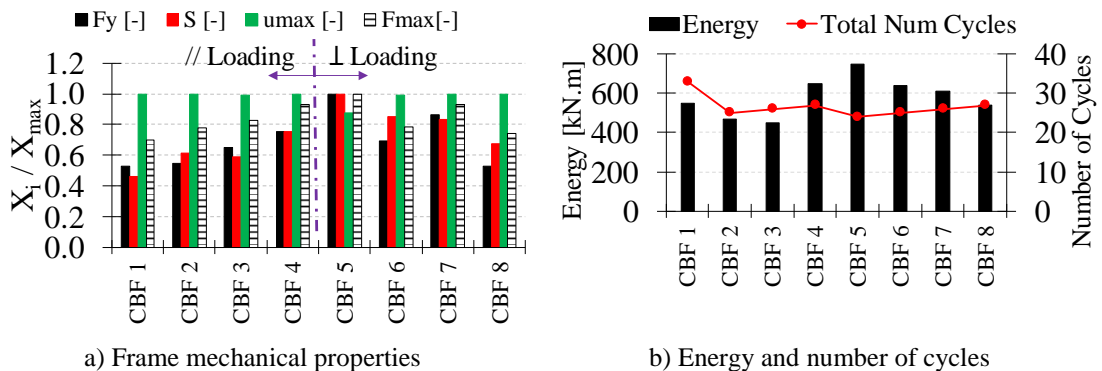 Fy [-] S [-] umax [-] Fmax[-]
// Loading ⊥ Loading
X_i / X_max
1.2
1.0
0.8
0.6
0.4
0.2
0.0
CBF 1
CBF 2
CBF 3
CBF 4
CBF 5
CBF 6
CBF 7
CBF 8
a) Frame mechanical properties
Energy Total Num Cycles
Energy [kN.m]
800
600
400
200
0
40
30
20
10
0
Number of Cycles
CBF 1
CBF 2
CBF 3
CBF 4
CBF 5
CBF 6
CBF 7
CBF 8
b) Energy and number of cycles